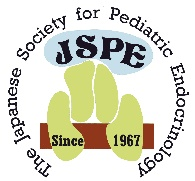 The Japanese Society for Pediatric Endocrinology
JSPE
Since 1967